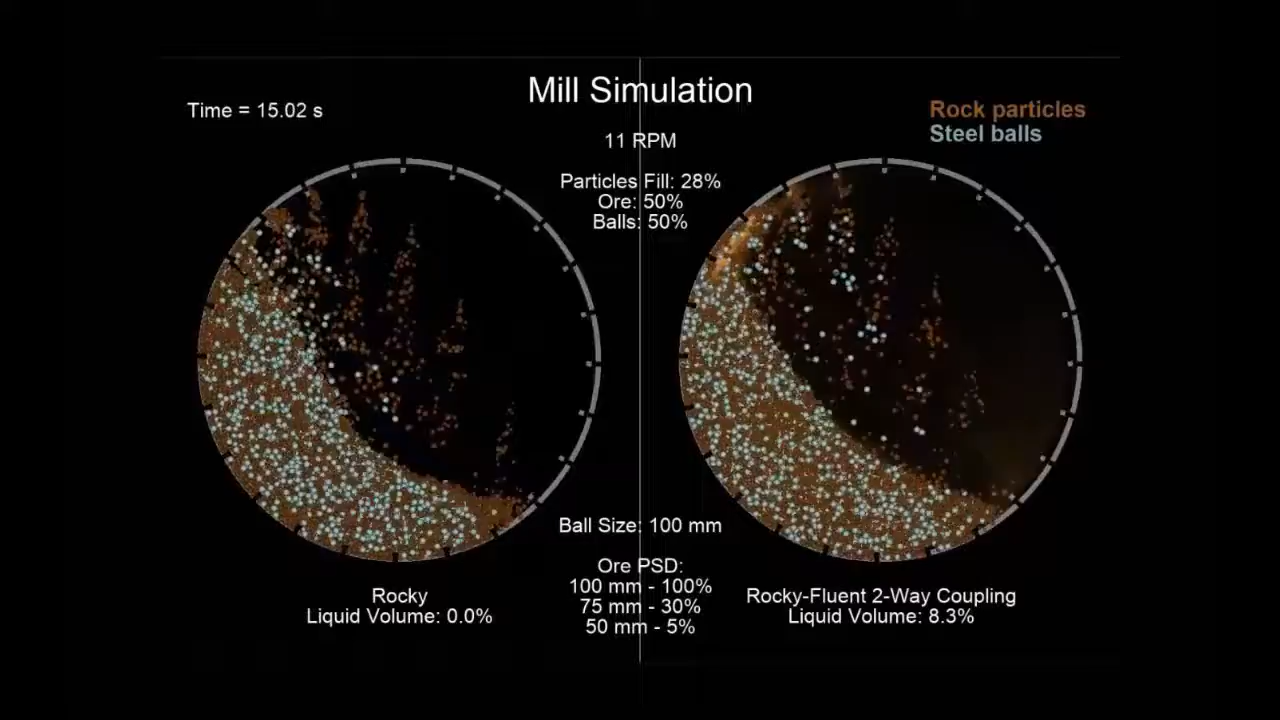 Mill Simulation
Time = 15.02 s
Rock particles
Steel balls
11 RPM
Particles Fill: 28%
Ore: 50%
Balls: 50%
Ball Size: 100 mm
Ore PSD:
100 mm - 100%
75 mm - 30%
50 mm - 5%
Rocky
Liquid Volume: 0.0%
Rocky-Fluent 2-Way Coupling
Liquid Volume: 8.3%